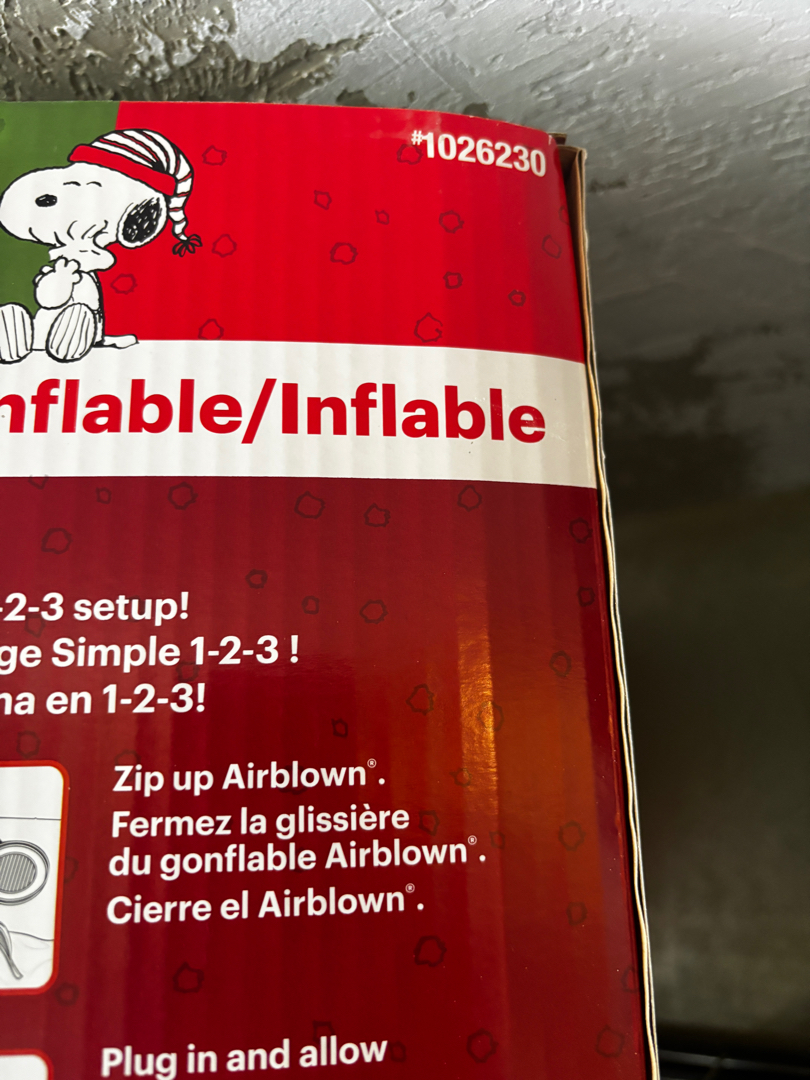 #1026230
nflable/Inflable
-2-3 setup!
ge Simple 1-2-3 !
na en 1-2-3!
Zip up Airblown®.
Fermez la glissière
du gonflable Airblown®.
Cierre el Airblown®.
Plug in and allow